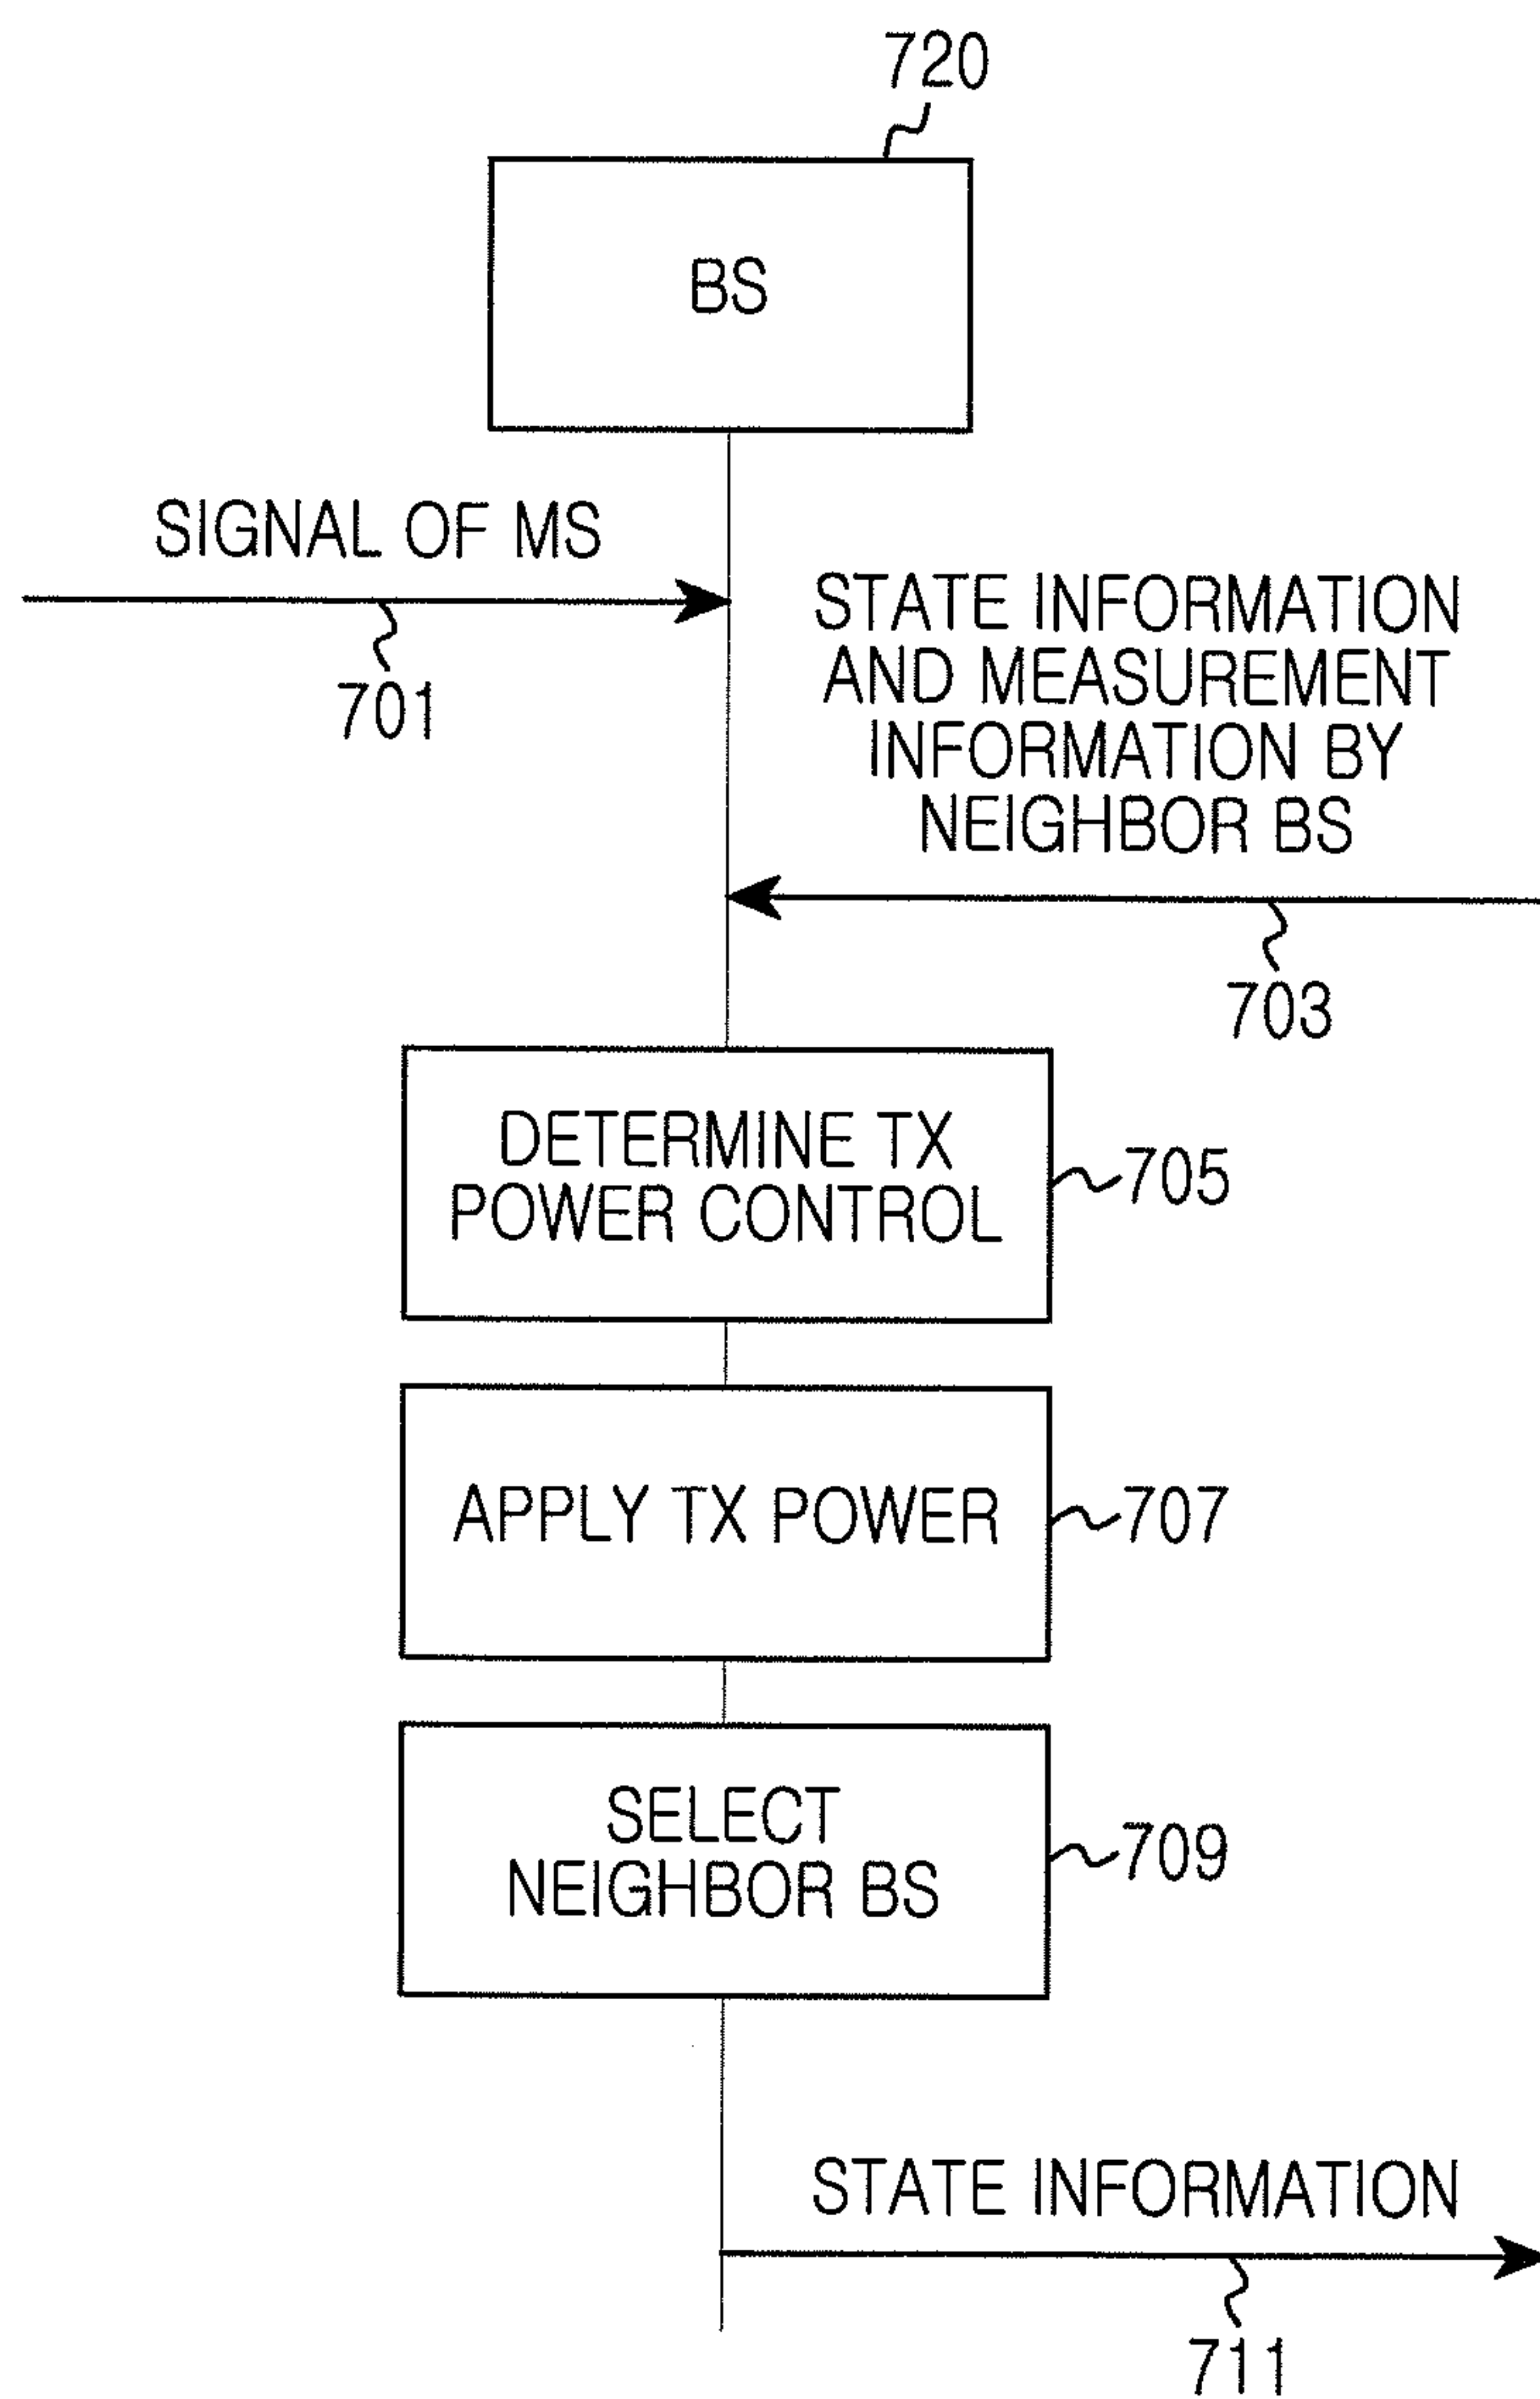 720
BS
SIGNAL OF MS
701
STATE INFORMATION
AND MEASUREMENT
INFORMATION BY
NEIGHBOR BS
703
DETERMINE TX
POWER CONTROL
705
APPLY TX POWER
707
SELECT
NEIGHBOR BS
709
STATE INFORMATION
711